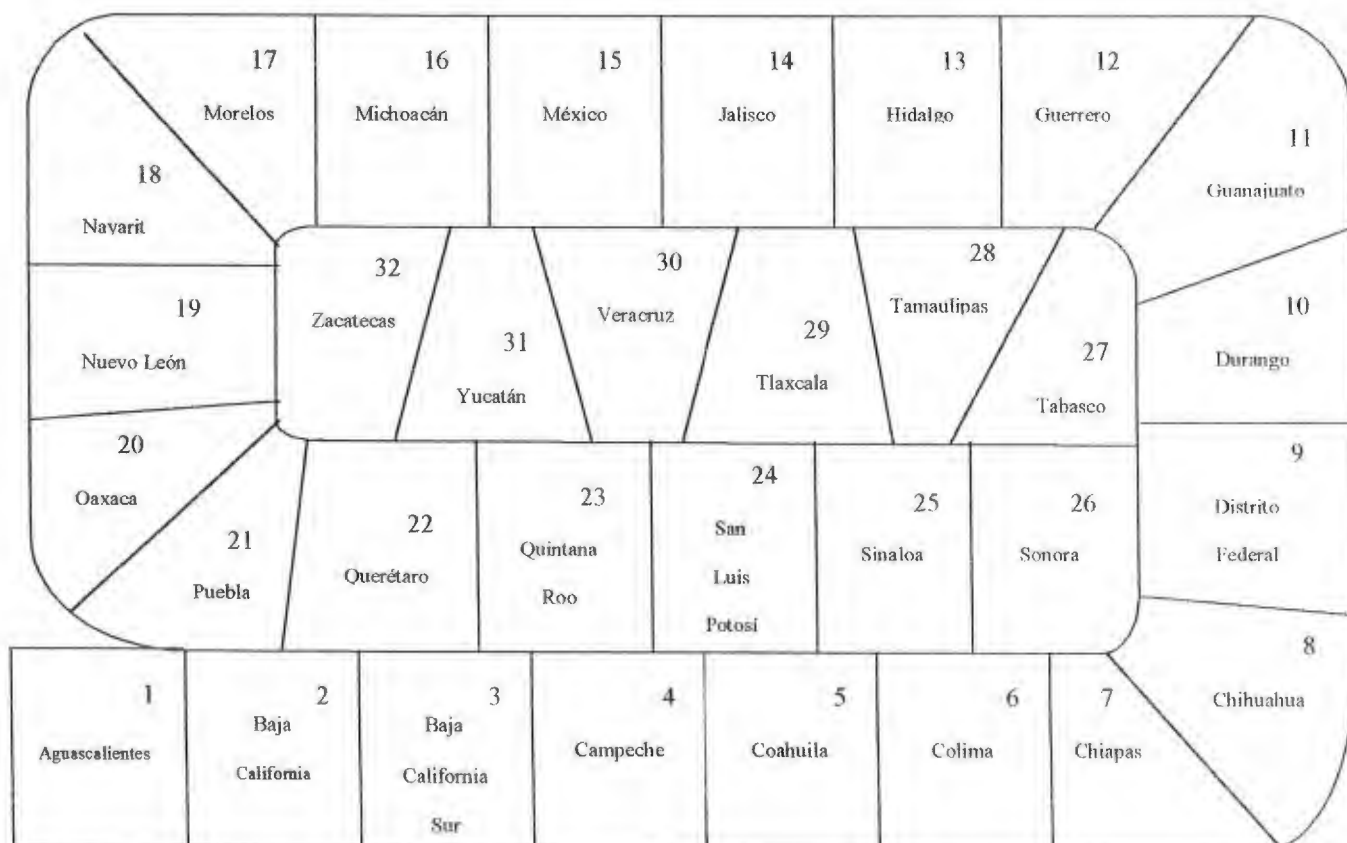 17
Morelos
16
Michoacán
15
México
14
Jalisco
13
Hidalgo
12
Guerrero
11
Guanajuato
18
Nayarit
32
Zacatecas
31
Yucatán
30
Veracruz
29
Tlaxcala
28
Tamaulipas
27
Tabasco
10
Durango
19
Nuevo León
20
Oaxaca
21
Puebla
22
Querétaro
23
Quintana
Roo
24
San
Luis
Potosí
25
Sinaloa
26
Sonora
9
Distrito
Federal
1
Aguascalientes
2
Baja
California
3
Baja
California
Sur
4
Campeche
5
Coahuila
6
Colima
7
Chiapas
8
Chihuahua